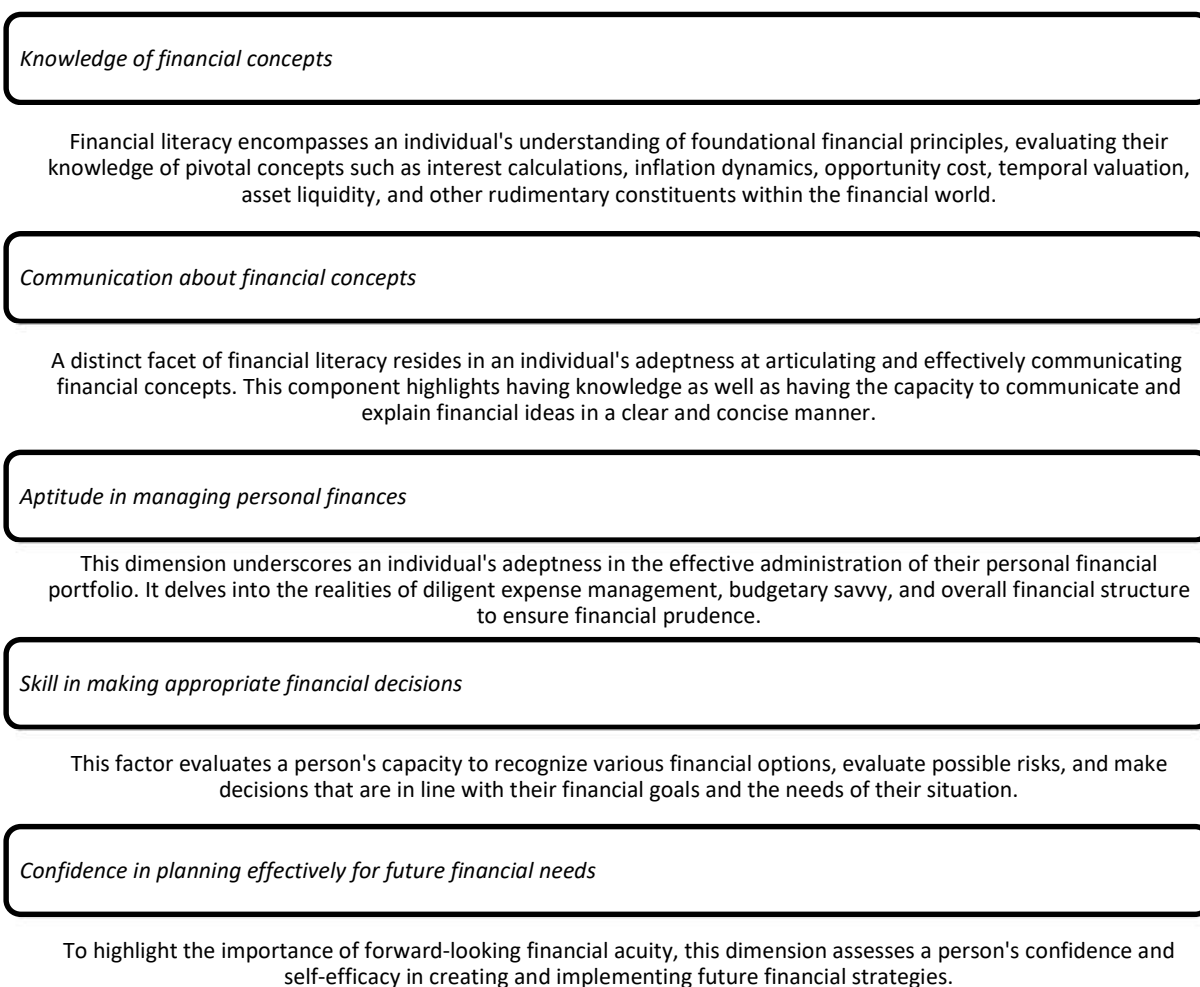 Knowledge of financial concepts
Financial literacy encompasses an individual's understanding of foundational financial principles, evaluating their
knowledge of pivotal concepts such as interest calculations, inflation dynamics, opportunity cost, temporal valuation,
asset liquidity, and other rudimentary constituents within the financial world.
Communication about financial concepts
A distinct facet of financial literacy resides in an individual's adeptness at articulating and effectively communicating
financial concepts. This component highlights having knowledge as well as having the capacity to communicate and
explain financial ideas in a clear and concise manner.
Aptitude in managing personal finances
This dimension underscores an individual's adeptness in the effective administration of their personal financial
portfolio. It delves into the realities of diligent expense management, budgetary savvy, and overall financial structure
to ensure financial prudence.
Skill in making appropriate financial decisions
This factor evaluates a person's capacity to recognize various financial options, evaluate possible risks, and make
decisions that are in line with their financial goals and the needs of their situation.
Confidence in planning effectively for future financial needs
To highlight the importance of forward-looking financial acuity, this dimension assesses a person's confidence and
self-efficacy in creating and implementing future financial strategies.